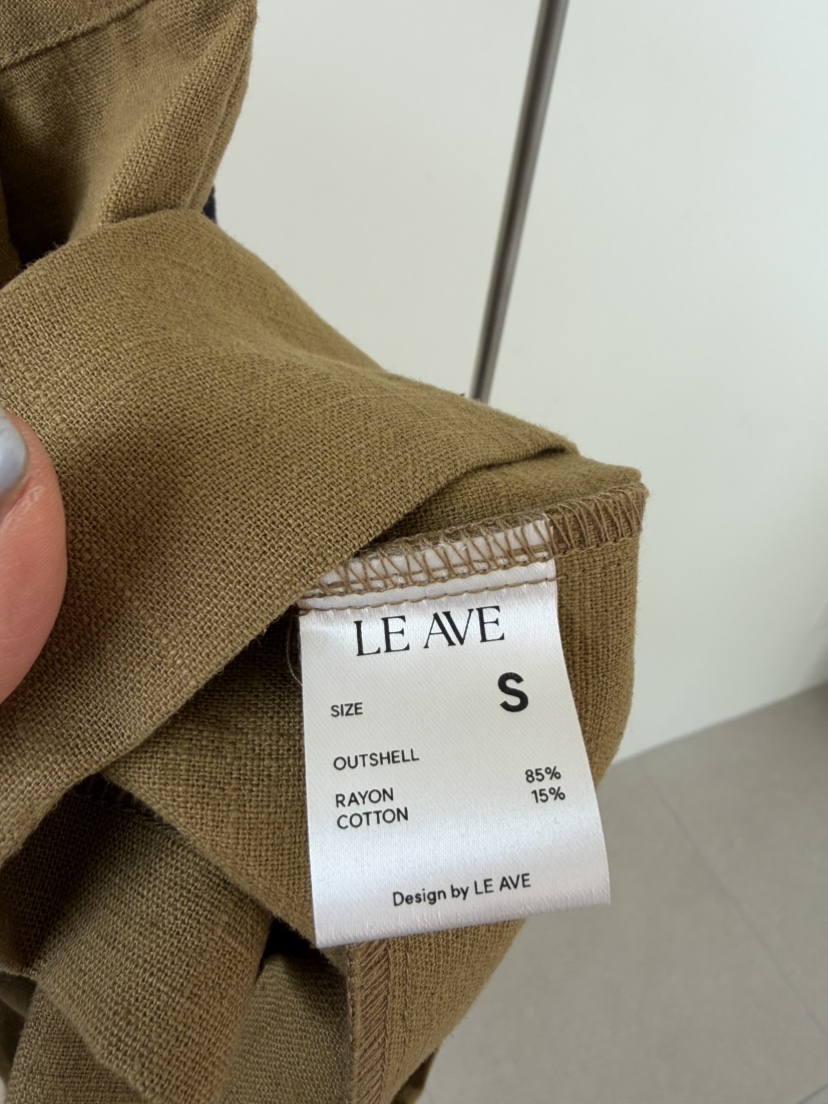 LE AVE
SIZE S
OUTSHELL
RAYON 85%
COTTON 15%
Design by LE AVE